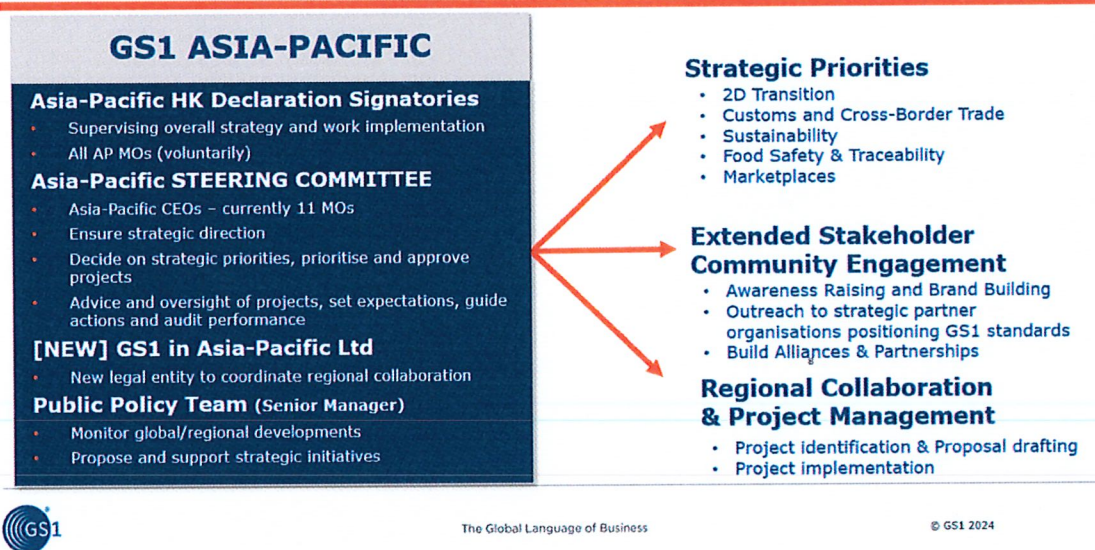 GS1 ASIA-PACIFIC
Asia-Pacific HK Declaration Signatories
• Supervising overall strategy and work implementation
• All AP MOs (voluntarily)
Asia-Pacific STEERING COMMITTEE
• Asia-Pacific CEOs – currently 11 MOs
• Ensure strategic direction
• Decide on strategic priorities, prioritise and approve
projects
• Advice and oversight of projects, set expectations, guide
actions and audit performance
[NEW] GS1 in Asia-Pacific Ltd
• New legal entity to coordinate regional collaboration
Public Policy Team (Senior Manager)
• Monitor global/regional developments
• Propose and support strategic initiatives
Strategic Priorities
• 2D Transition
• Customs and Cross-Border Trade
• Sustainability
• Food Safety & Traceability
• Marketplaces
Extended Stakeholder
Community Engagement
• Awareness Raising and Brand Building
• Outreach to strategic partner
organisations positioning GS1 standards
• Build Alliances & Partnerships
Regional Collaboration
& Project Management
• Project identification & Proposal drafting
• Project implementation
GS1
The Global Language of Business
© GS1 2024